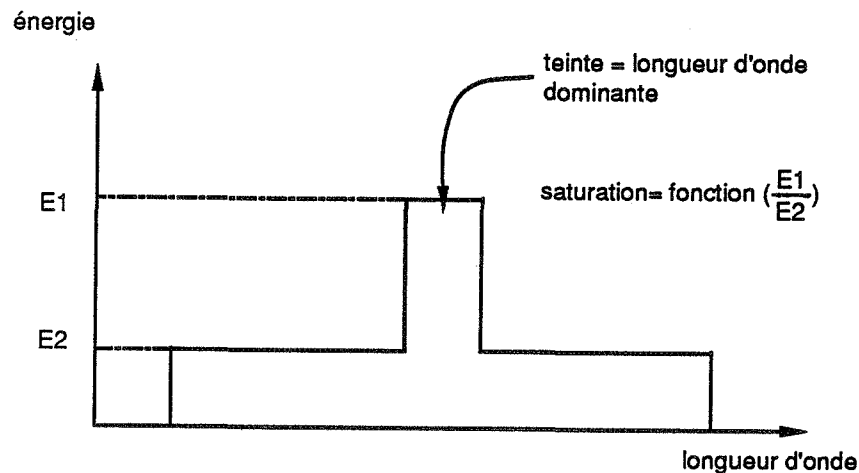 énergie
teinte = longueur d'onde
dominante
E1
saturation= fonction (E1/E2)
E2
longueur d'onde